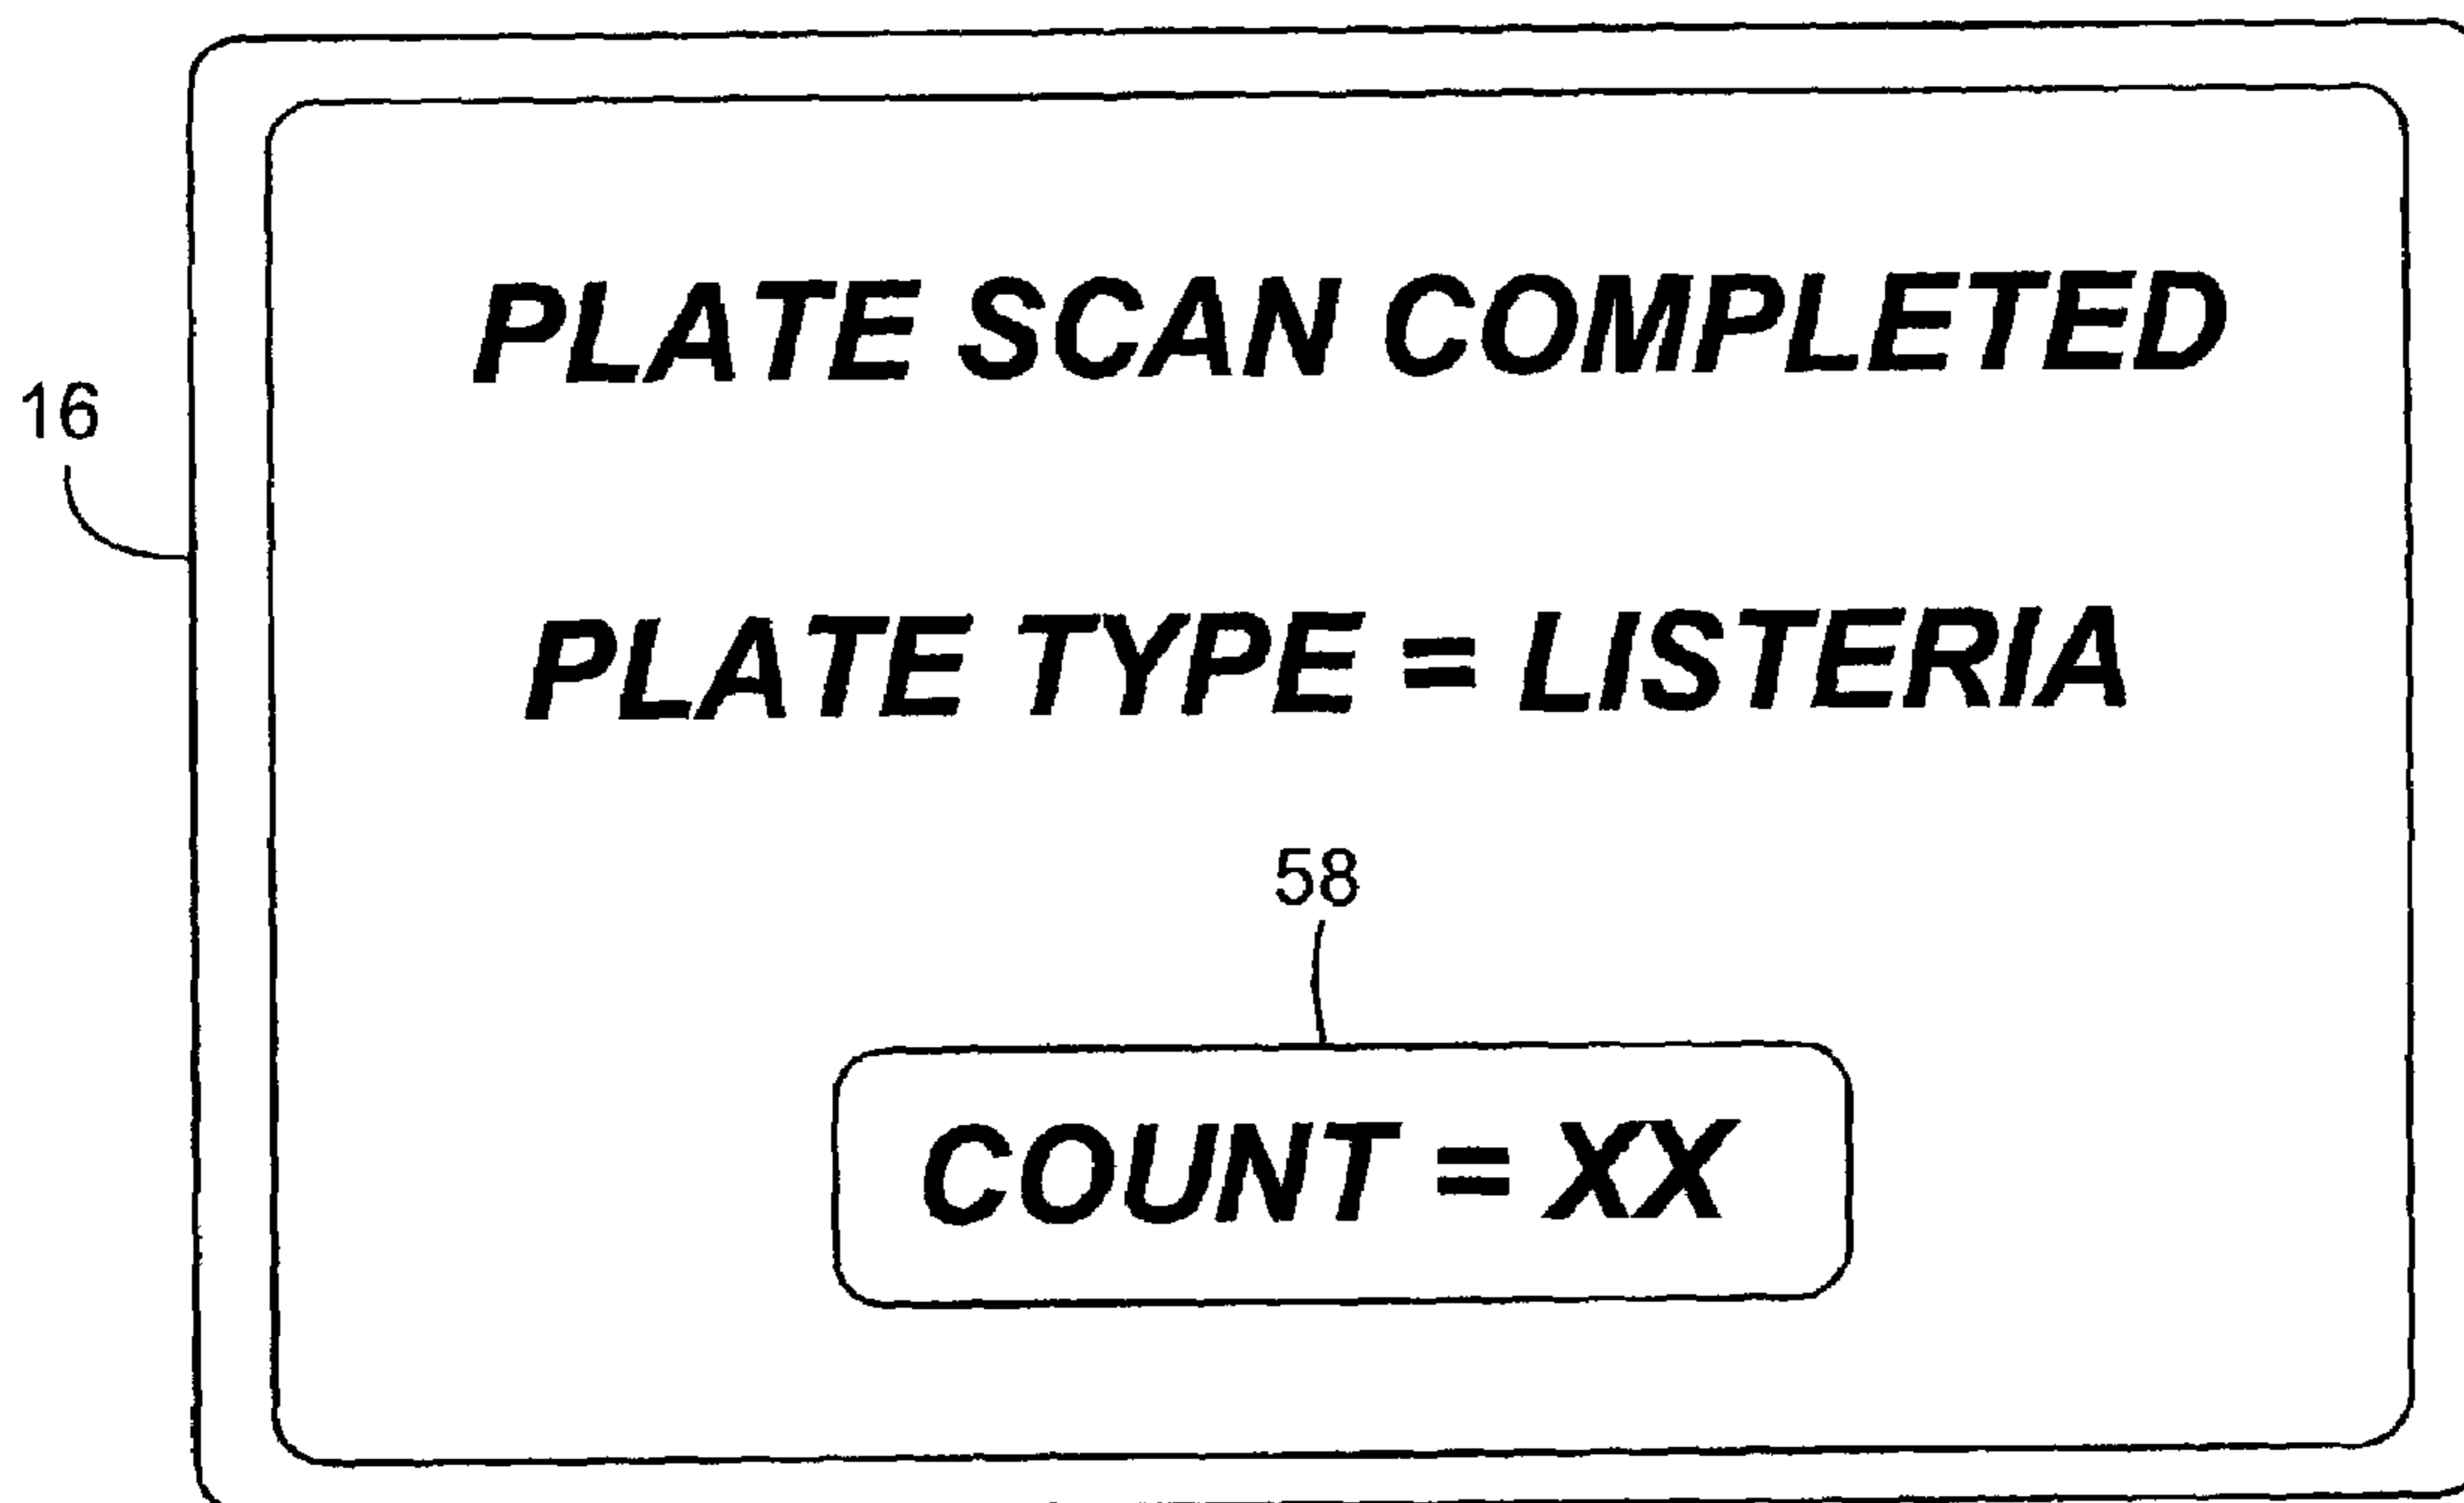 PLATE SCAN COMPLETED
16
PLATE TYPE = LISTERIA
58
COUNT = XX